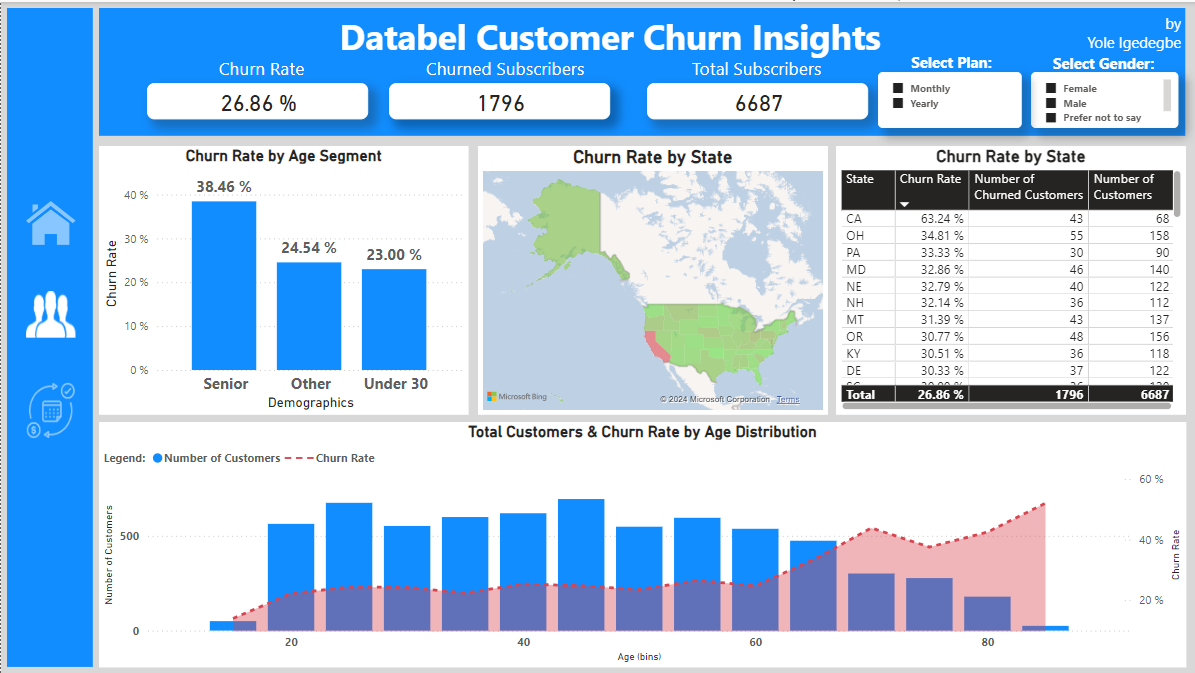 Databel Customer Churn Insights
by
Yole Igedegbe
Churn Rate
26.86 %
Churned Subscribers
1796
Total Subscribers
6687
Select Plan:
Monthly
Yearly
Select Gender:
Female
Male
Prefer not to say
Churn Rate by Age Segment
Churn Rate
40 %
30 %
20 %
10 %
0 %
38.46 %
24.54 %
23.00 %
Senior Other Under 30
Demographics
Churn Rate by State
Microsoft Bing
© 2024 Microsoft Corporation Terms
Churn Rate by State
State Churn Rate Number of Churned Customers Number of Customers
CA 63.24 % 43 68
OH 34.81 % 55 158
PA 33.33 % 30 90
MD 32.86 % 46 140
NE 32.79 % 40 122
NH 32.14 % 36 112
MT 31.39 % 43 137
OR 30.77 % 48 156
KY 30.51 % 36 118
DE 30.33 % 37 122
Total 26.86 % 1796 6687
Total Customers & Churn Rate by Age Distribution
Legend: Number of Customers Churn Rate
Number of Customers
500
0
60 %
40 %
20 %
Churn Rate
20 40 60 80
Age (bins)